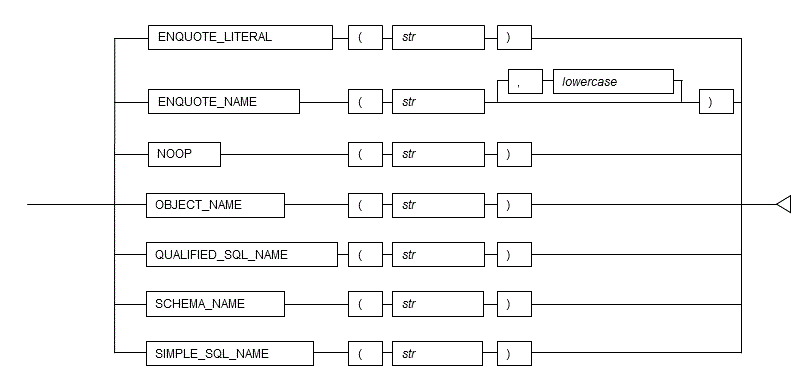 ENQUOTE_LITERAL ( str )
, lowercase
ENQUOTE_NAME ( str )
NOOP ( str )
OBJECT_NAME ( str )
QUALIFIED_SQL_NAME ( str )
SCHEMA_NAME ( str )
SIMPLE_SQL_NAME ( str )